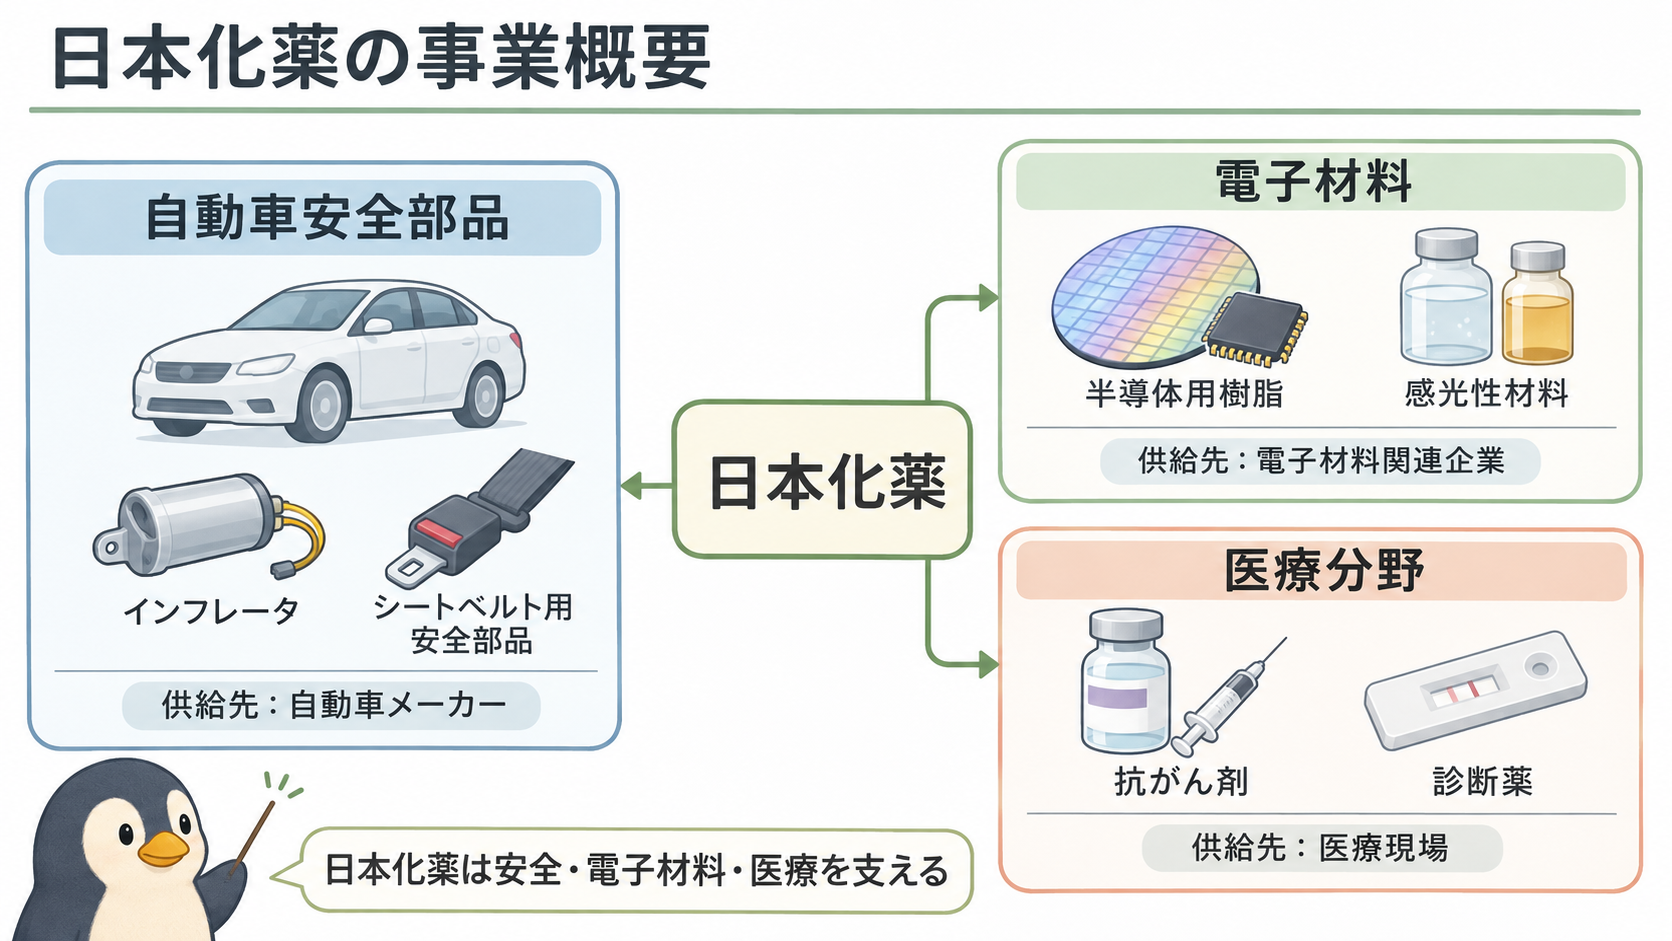 日本化薬の事業概要
自動車安全部品
インフレータ
シートベルト用
安全部品
供給先：自動車メーカー
日本化薬
電子材料
半導体用樹脂
感光性材料
供給先：電子材料関連企業
医療分野
抗がん剤
診断薬
供給先：医療現場
日本化薬は安全・電子材料・医療を支える